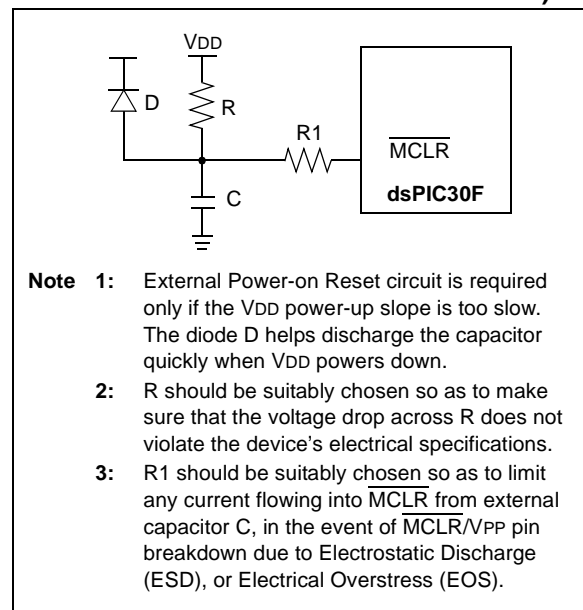 VDD
D
R
R1
MCLR
dsPIC30F
C
Note 1: External Power-on Reset circuit is required
only if the VDD power-up slope is too slow.
The diode D helps discharge the capacitor
quickly when VDD powers down.
2: R should be suitably chosen so as to make
sure that the voltage drop across R does not
violate the device's electrical specifications.
3: R1 should be suitably chosen so as to limit
any current flowing into MCLR from external
capacitor C, in the event of MCLR/VPP pin
breakdown due to Electrostatic Discharge
(ESD), or Electrical Overstress (EOS).